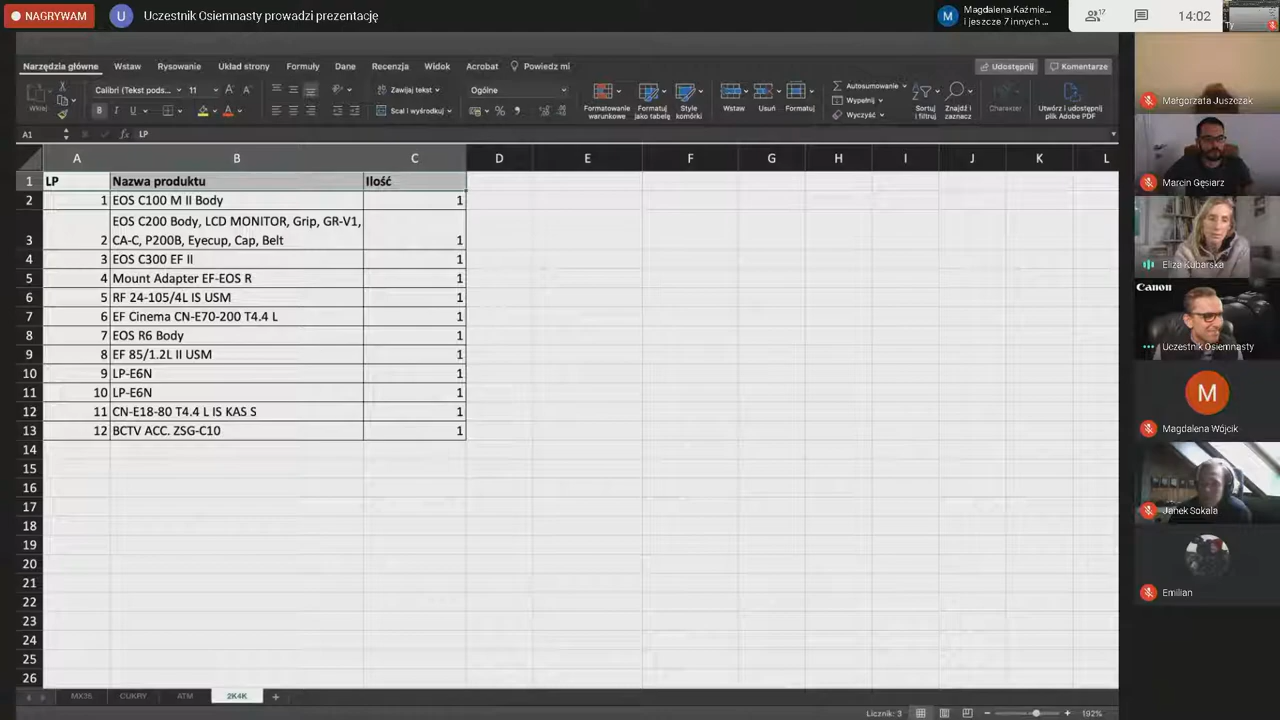 NAGRYWAM
U
Uczestnik Osiemnasty prowadzi prezentację
M
Magdalena Kaźmie...
i jeszcze 7 innych ...
17
14:02
Ty
Narzędzia główne
Wstaw
Rysowanie
Układ strony
Formuły
Dane
Recenzja
Widok
Acrobat
Powiedz mi
Udostępnij
Komentarze
Wklej
Calibri (Tekst pods...
11
B
I
U
Zawijaj tekst
Scal i wyśrodkuj
Ogólne
Formatowanie
warunkowe
Formatuj
jako tabelę
Style
komórki
Wstaw
Usuń
Formatuj
Autosumowanie
Wypełnij
Wyczyść
Sortuj
i filtruj
Znajdź i
zaznacz
Charakter
Utwórz i udostępnij
plik Adobe PDF
A1
fx
LP
A B C D E F G H I J K L
1 LP Nazwa produktu Ilość
2 1 EOS C100 M II Body 1
EOS C200 Body, LCD MONITOR, Grip, GR-V1,
3 2 CA-C, P200B, Eyecup, Cap, Belt 1
4 3 EOS C300 EF II 1
5 4 Mount Adapter EF-EOS R 1
6 5 RF 24-105/4L IS USM 1
7 6 EF Cinema CN-E70-200 T4.4 L 1
8 7 EOS R6 Body 1
9 8 EF 85/1.2L II USM 1
10 9 LP-E6N 1
11 10 LP-E6N 1
12 11 CN-E18-80 T4.4 L IS KAS S 1
13 12 BCTV ACC. ZSG-C10 1
14
15
16
17
18
19
20
21
22
23
24
25
26
MX35
CUKRY
ATM
2K4K
+
Licznik: 3
192%
Małgorzata Juszczak
Marcin Gęsiarz
Eliza Kubarska
Canon
Uczestnik Osiemnasty
M
Magdalena Wójcik
Janek Sokala
Emilian